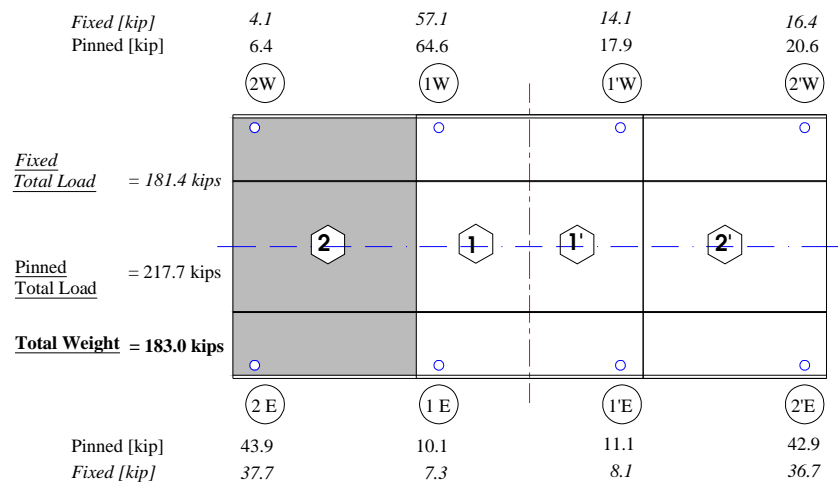 Fixed [kip] 4.1 57.1 14.1 16.4
Pinned [kip] 6.4 64.6 17.9 20.6
2W 1W 1'W 2'W
Fixed
Total Load = 181.4 kips
2 1 1' 2'
Pinned
Total Load = 217.7 kips
Total Weight = 183.0 kips
2 E 1 E 1'E 2'E
Pinned [kip] 43.9 10.1 11.1 42.9
Fixed [kip] 37.7 7.3 8.1 36.7